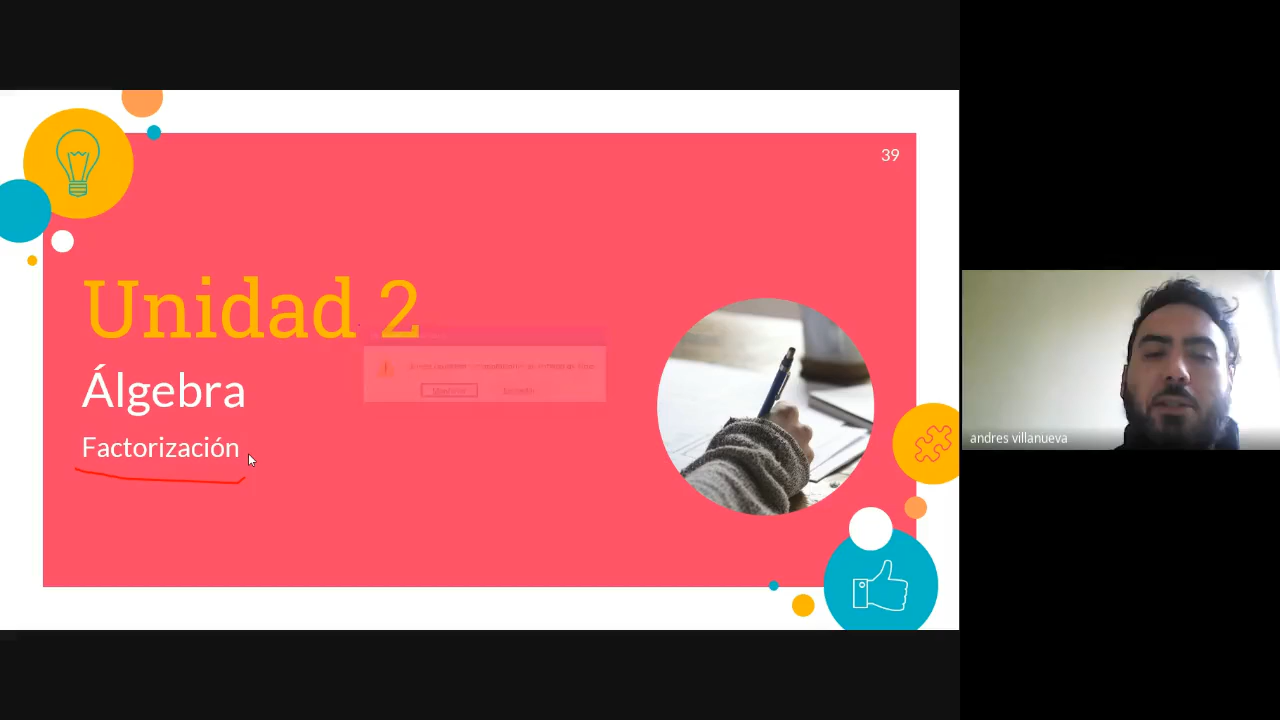 39
Unidad 2
Álgebra
Factorización
andres villanueva